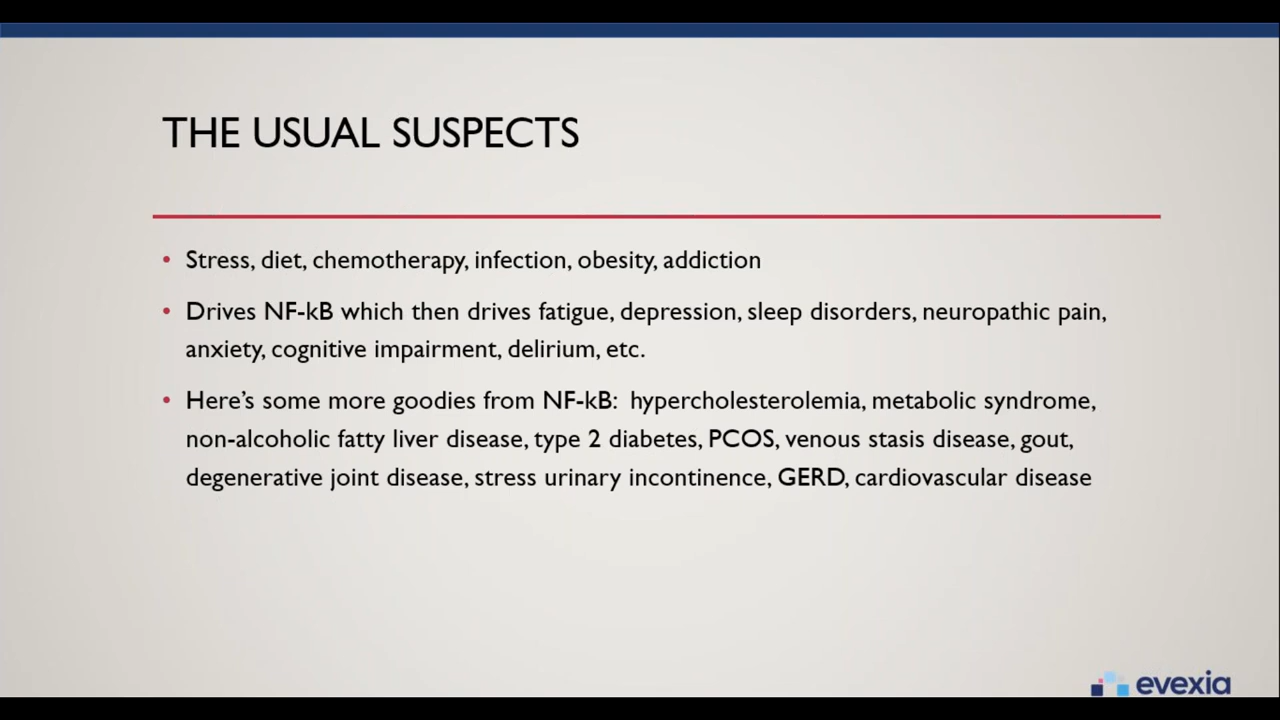 THE USUAL SUSPECTS
• Stress, diet, chemotherapy, infection, obesity, addiction
• Drives NF-kB which then drives fatigue, depression, sleep disorders, neuropathic pain,
anxiety, cognitive impairment, delirium, etc.
• Here’s some more goodies from NF-kB:  hypercholesterolemia, metabolic syndrome,
non-alcoholic fatty liver disease, type 2 diabetes, PCOS, venous stasis disease, gout,
degenerative joint disease, stress urinary incontinence, GERD, cardiovascular disease
evexia